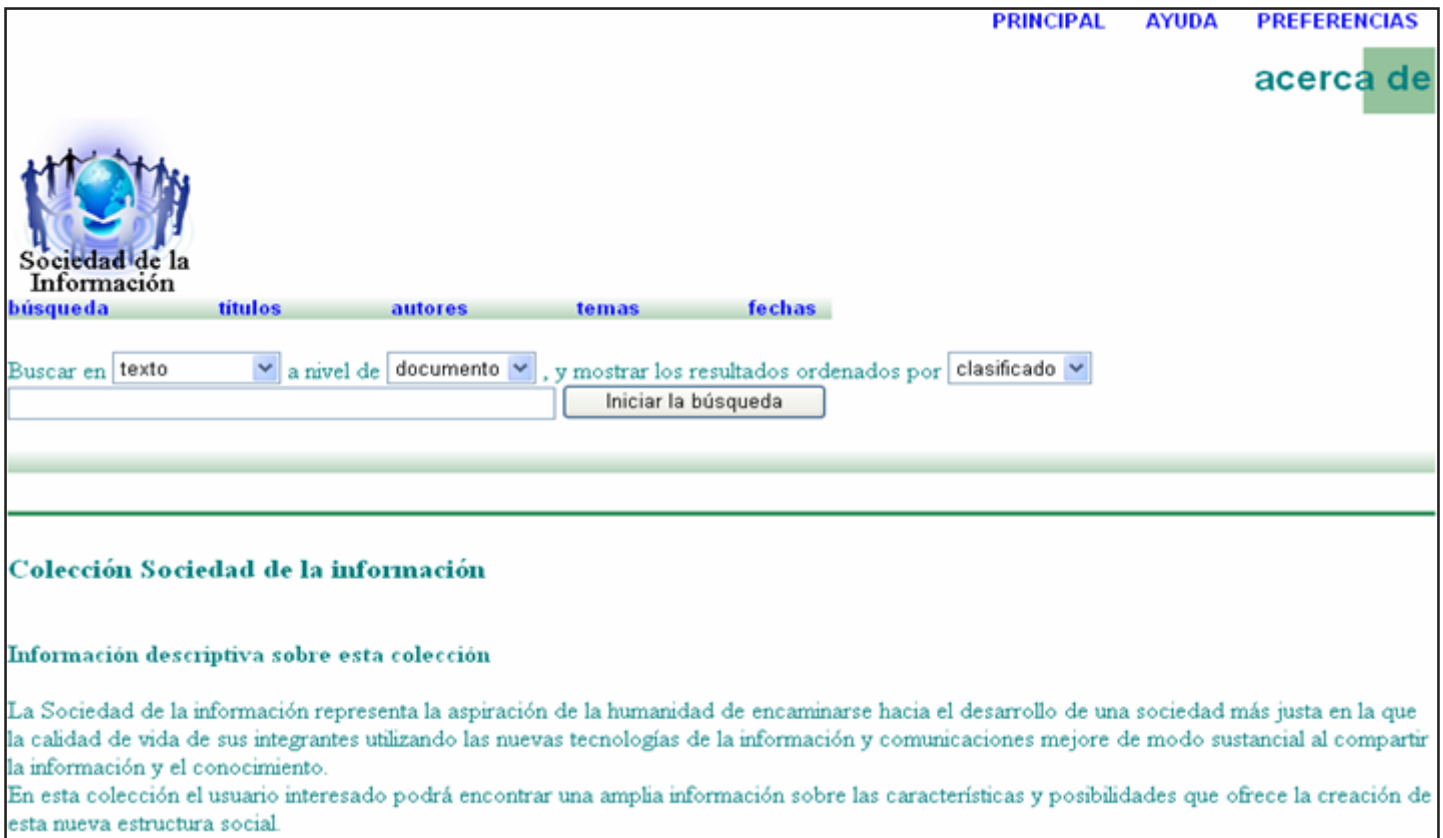 PRINCIPAL AYUDA PREFERENCIAS
acerca de
Sociedad de la
Información
búsqueda títulos autores temas fechas
Buscar en texto a nivel de documento , y mostrar los resultados ordenados por clasificado
Iniciar la búsqueda
Colección Sociedad de la información
Información descriptiva sobre esta colección
La Sociedad de la información representa la aspiración de la humanidad de encaminarse hacia el desarrollo de una sociedad más justa en la que
la calidad de vida de sus integrantes utilizando las nuevas tecnologías de la información y comunicaciones mejore de modo sustancial al compartir
la información y el conocimiento.
En esta colección el usuario interesado podrá encontrar una amplia información sobre las características y posibilidades que ofrece la creación de
esta nueva estructura social.